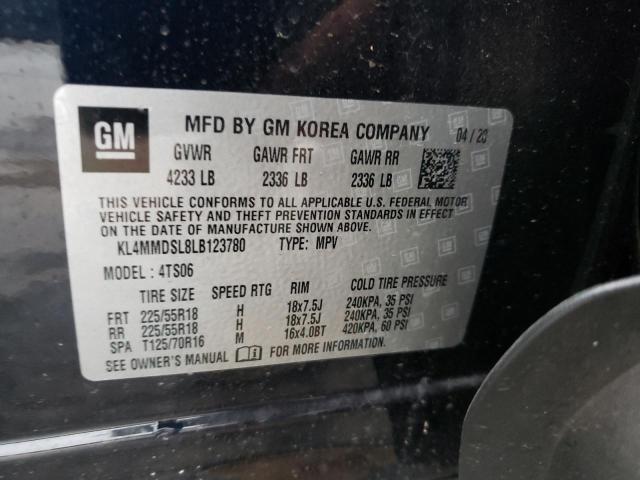 GM MFD BY GM KOREA COMPANY 04/20
GVWR GAWR FRT GAWR RR
4233 LB 2336 LB 2336 LB
THIS VEHICLE CONFORMS TO ALL APPLICABLE U.S. FEDERAL MOTOR
VEHICLE SAFETY AND THEFT PREVENTION STANDARDS IN EFFECT
ON THE DATE OF MANUFACTURE SHOWN ABOVE.
KL4MMDSL8LB123780 TYPE: MPV
MODEL: 4TS06
TIRE SIZE SPEED RTG RIM COLD TIRE PRESSURE
FRT 225/55R18 H 18x7.5J 240KPA, 35 PSI
RR 225/55R18 H 18x7.5J 240KPA, 35 PSI
SPA T125/70R16 M 16x4.0BT 420KPA, 60 PSI
SEE OWNER'S MANUAL FOR MORE INFORMATION.